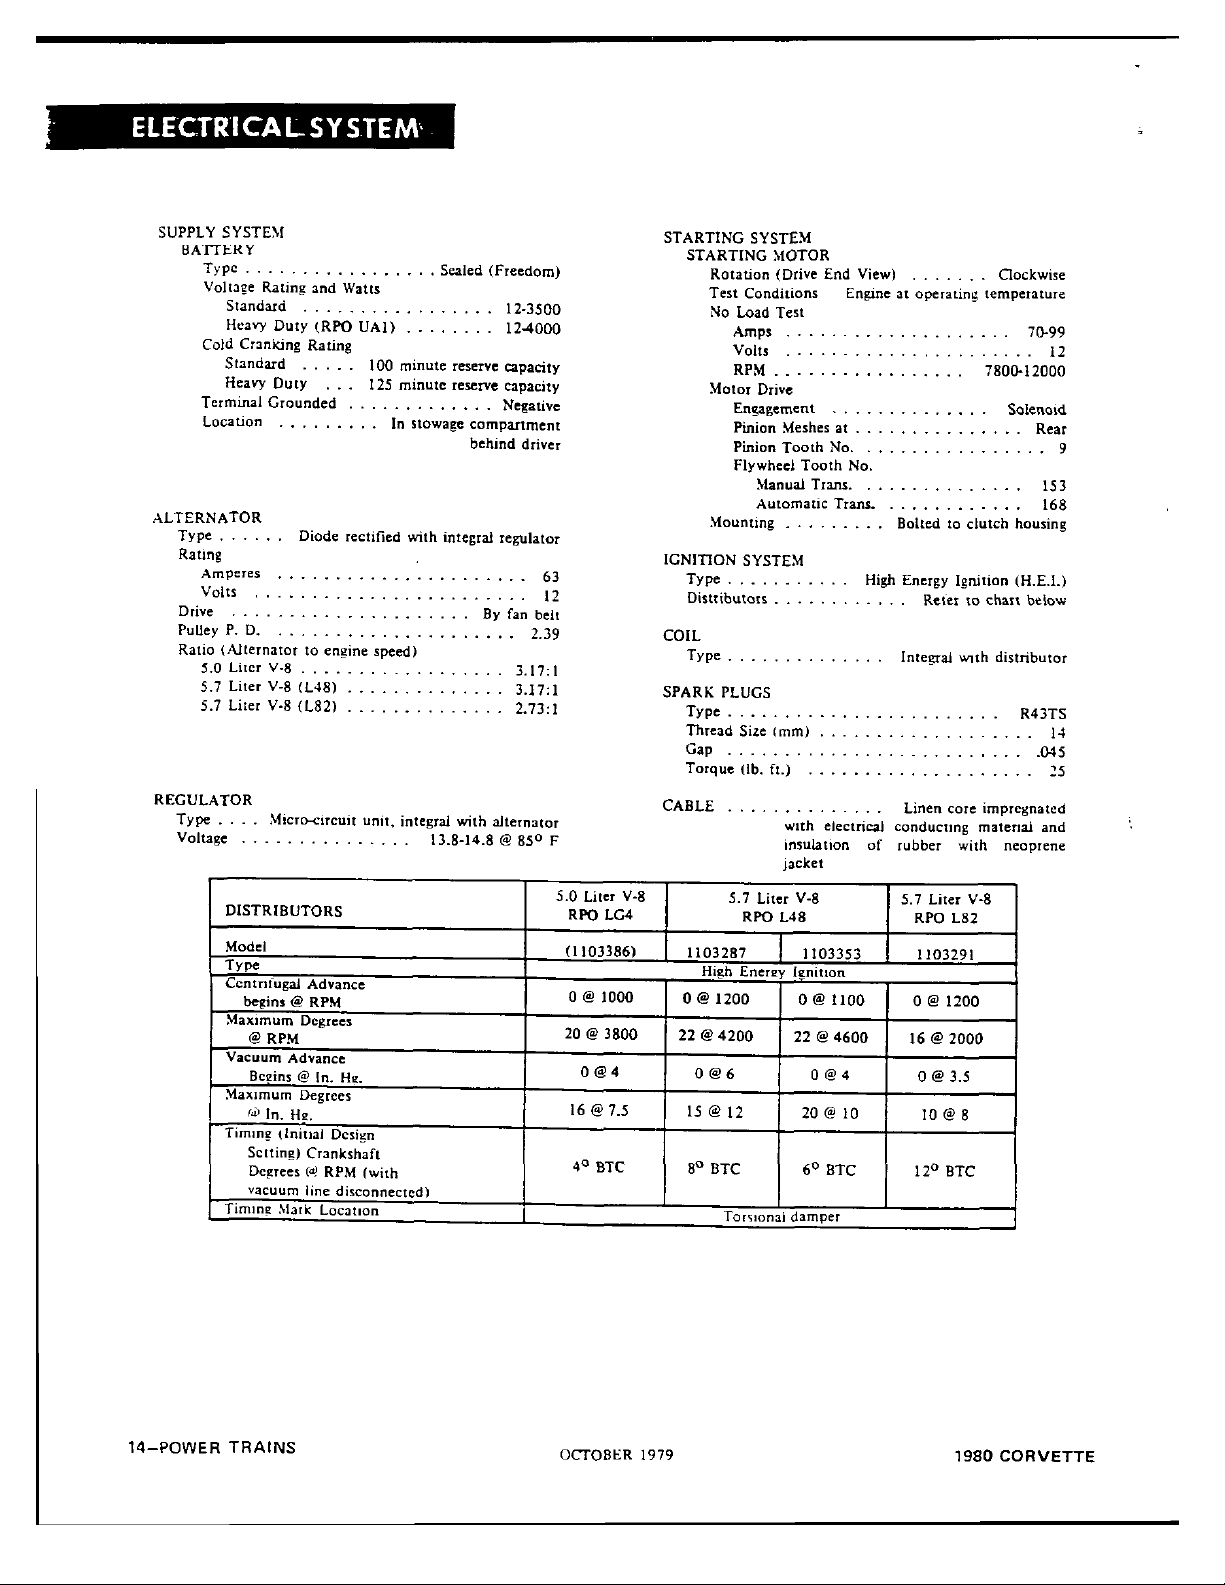 ELECTRICAL SYSTEM
SUPPLY SYSTEM
BATTERY
Type . . . . . . . . . . . . . . . . . Sealed (Freedom)
Voltage Rating and Watts
Standard . . . . . . . . . . . . . . . . . 12-3500
Heavy Duty (RPO UA1) . . . . . . . . 12-4000
Cold Cranking Rating
Standard . . . . . 100 minute reserve capacity
Heavy Duty . . . 125 minute reserve capacity
Terminal Grounded . . . . . . . . . . . . . Negative
Location . . . . . . . . . In stowage compartment
behind driver
ALTERNATOR
Type . . . . . . Diode rectified with integral regulator
Rating
Amperes . . . . . . . . . . . . . . . . . . . . . . 63
Volts . . . . . . . . . . . . . . . . . . . . . . . . 12
Drive . . . . . . . . . . . . . . . . . . . . . By fan belt
Pulley P. D. . . . . . . . . . . . . . . . . . . . . . 2.39
Ratio (Alternator to engine speed)
5.0 Liter V-8 . . . . . . . . . . . . . . . . . . 3.17:1
5.7 Liter V-8 (L48) . . . . . . . . . . . . . . 3.17:1
5.7 Liter V-8 (L82) . . . . . . . . . . . . . . 2.73:1
REGULATOR
Type . . . . Micro-circuit unit, integral with alternator
Voltage . . . . . . . . . . . . . . . 13.8-14.8 @ 85º F
STARTING SYSTEM
STARTING MOTOR
Rotation (Drive End View) . . . . . . . Clockwise
Test Conditions Engine at operating temperature
No Load Test
Amps . . . . . . . . . . . . . . . . . . . . 70-99
Volts . . . . . . . . . . . . . . . . . . . . . . 12
RPM . . . . . . . . . . . . . . . . . 7800-12000
Motor Drive
Engagement . . . . . . . . . . . . . . Solenoid
Pinion Meshes at . . . . . . . . . . . . . . . Rear
Pinion Tooth No. . . . . . . . . . . . . . . . . 9
Flywheel Tooth No.
Manual Trans. . . . . . . . . . . . . . . 153
Automatic Trans. . . . . . . . . . . . . 168
Mounting . . . . . . . . . Bolted to clutch housing
IGNITION SYSTEM
Type . . . . . . . . . . . High Energy Ignition (H.E.I.)
Distributors . . . . . . . . . . . . Refer to chart below
COIL
Type . . . . . . . . . . . . . . Integral with distributor
SPARK PLUGS
Type . . . . . . . . . . . . . . . . . . . . . . . . R43TS
Thread Size (mm) . . . . . . . . . . . . . . . . . . . 14
Gap . . . . . . . . . . . . . . . . . . . . . . . . . . .045
Torque (lb. ft.) . . . . . . . . . . . . . . . . . . . . 25
CABLE . . . . . . . . . . . . . . Linen core impregnated
with electrical conducting material and
insulation of rubber with neoprene
jacket
DISTRIBUTORS 5.0 Liter V-8 RPO LG4 5.7 Liter V-8 RPO L48 5.7 Liter V-8 RPO L82
Model (1103386) 1103287 1103353 1103291
Type High Energy Ignition
Centrifugal Advance
begins @ RPM 0 @ 1000 0 @ 1200 0 @ 1100 0 @ 1200
Maximum Degrees
@ RPM 20 @ 3800 22 @ 4200 22 @ 4600 16 @ 2000
Vacuum Advance
Begins @ In. Hg. 0 @ 4 0 @ 6 0 @ 4 0 @ 3.5
Maximum Degrees
@ In. Hg. 16 @ 7.5 15 @ 12 20 @ 10 10 @ 8
Timing (Initial Design
Setting) Crankshaft
Degrees @ RPM (with 4º BTC 8º BTC 6º BTC 12º BTC
vacuum line disconnected)
Timing Mark Location Torsional damper
14–POWER TRAINS OCTOBER 1979 1980 CORVETTE